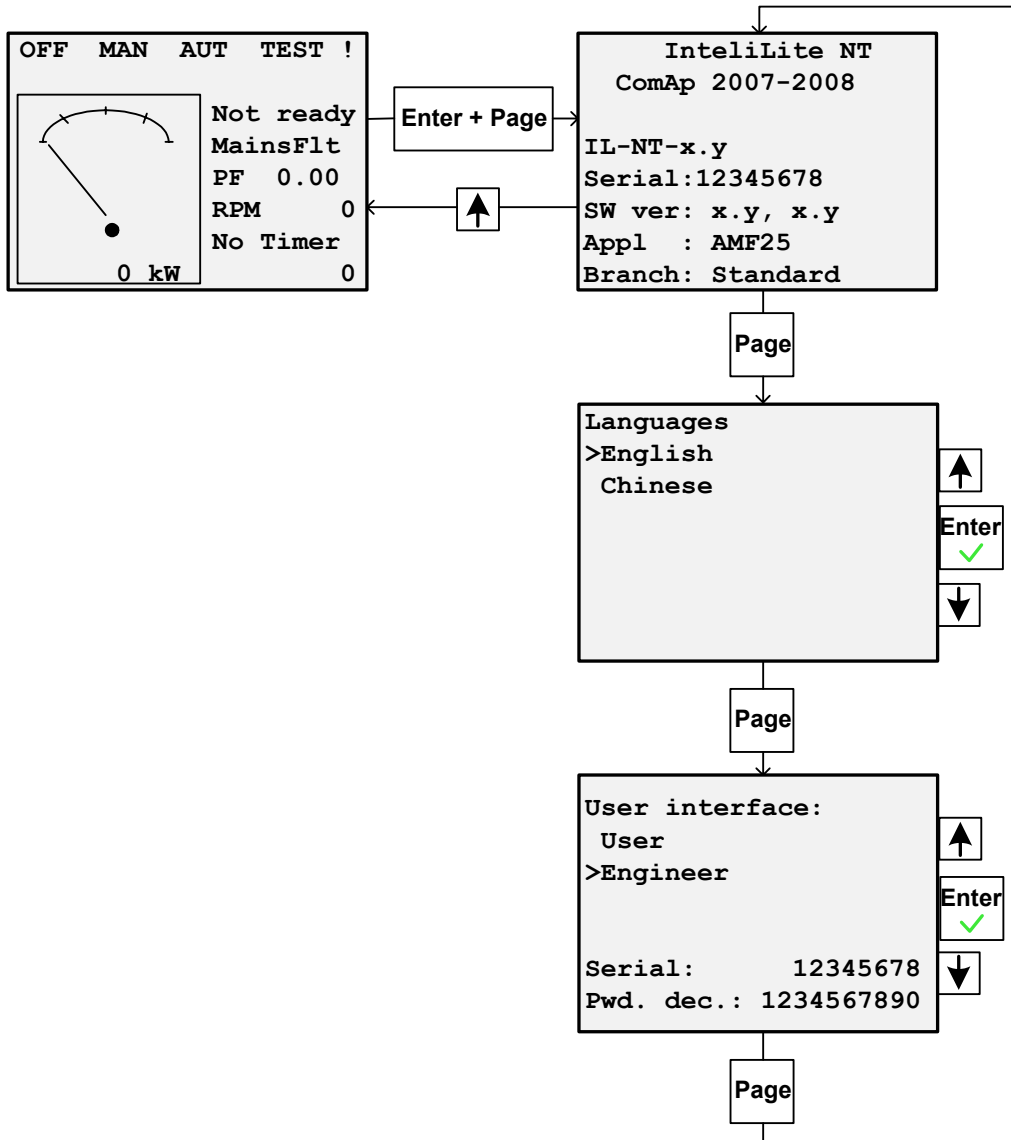 OFF MAN AUT TEST !
Not ready
MainsFlt
PF 0.00
RPM 0
No Timer
0 kW 0
Enter + Page
InteliLite NT
ComAp 2007-2008
IL-NT-x.y
Serial:12345678
SW ver: x.y, x.y
Appl : AMF25
Branch: Standard
Page
Languages
>English
Chinese
Enter
Page
User interface:
User
>Engineer
Serial: 12345678
Pwd. dec.: 1234567890
Enter
Page